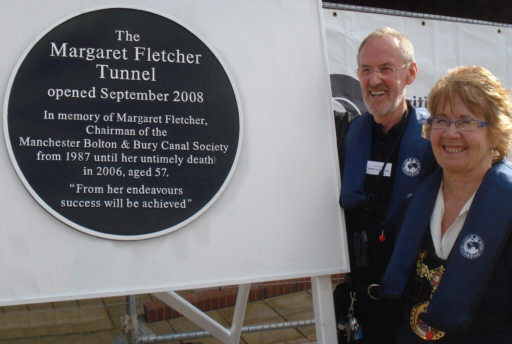 The
Margaret Fletcher
Tunnel
opened September 2008
In memory of Margaret Fletcher,
Chairman of the
Manchester Bolton & Bury Canal Society
from 1987 until her untimely death
in 2006, aged 57.
"From her endeavours
success will be achieved"